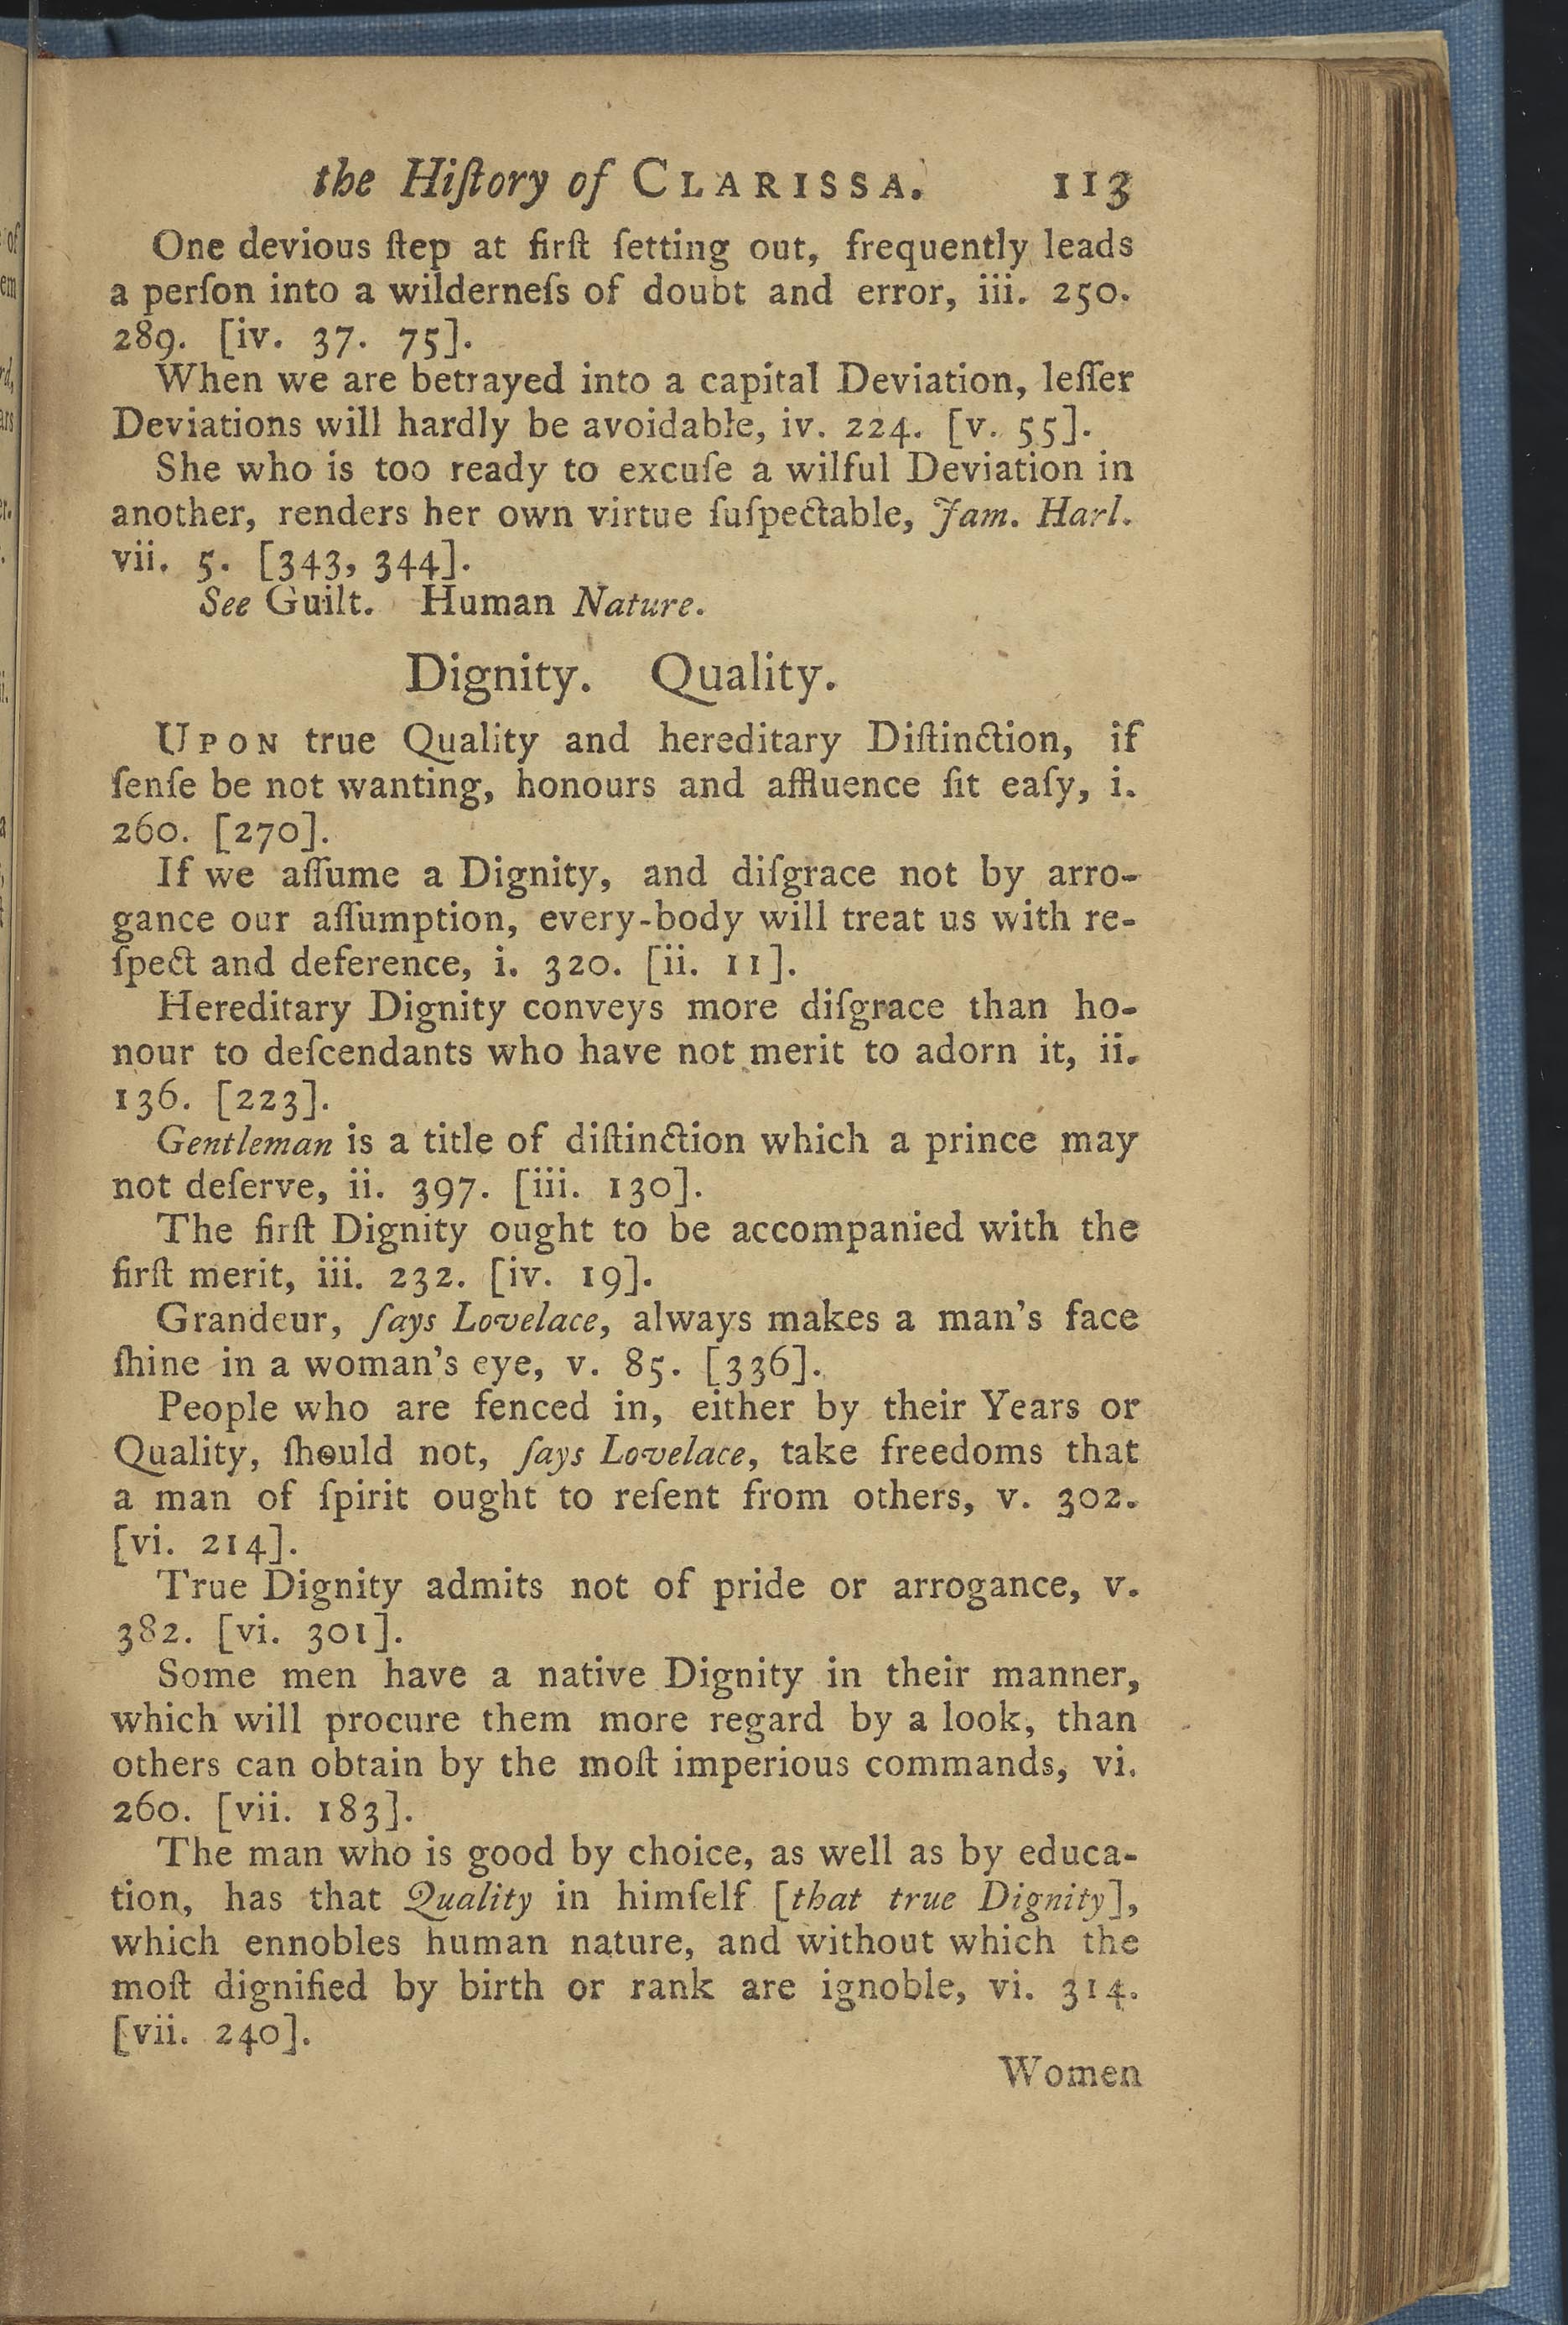 the Hiſtory of CLARISSA. 113
One devious ſtep at firſt ſetting out, frequently leads
a perſon into a wilderneſs of doubt and error, iii. 250.
289. [iv. 37. 75].
When we are betrayed into a capital Deviation, leſſer
Deviations will hardly be avoidable, iv. 224. [v. 55].
She who is too ready to excuſe a wilful Deviation in
another, renders her own virtue ſuſpectable, Jam. Harl.
vii. 5. [343, 344].
See Guilt. Human Nature.
Dignity. Quality.
UPON true Quality and hereditary Diſtinction, if
ſenſe be not wanting, honours and affluence ſit eaſy, i.
260. [270].
If we aſſume a Dignity, and diſgrace not by arro-
gance our aſſumption, every-body will treat us with re-
ſpect and deference, i. 320. [ii. 11].
Hereditary Dignity conveys more diſgrace than ho-
nour to deſcendants who have not merit to adorn it, ii.
136. [223].
Gentleman is a title of diſtinction which a prince may
not deſerve, ii. 397. [iii. 130].
The firſt Dignity ought to be accompanied with the
firſt merit, iii. 232. [iv. 19].
Grandeur, ſays Lovelace, always makes a man's face
ſhine in a woman's eye, v. 85. [336].
People who are fenced in, either by their Years or
Quality, ſhould not, ſays Lovelace, take freedoms that
a man of ſpirit ought to reſent from others, v. 302.
[vi. 214].
True Dignity admits not of pride or arrogance, v.
382. [vi. 301].
Some men have a native Dignity in their manner,
which will procure them more regard by a look, than
others can obtain by the moſt imperious commands, vi.
260. [vii. 183].
The man who is good by choice, as well as by educa-
tion, has that Quality in himſelf [that true Dignity],
which ennobles human nature, and without which the
moſt dignified by birth or rank are ignoble, vi. 314.
[vii. 240].
Women